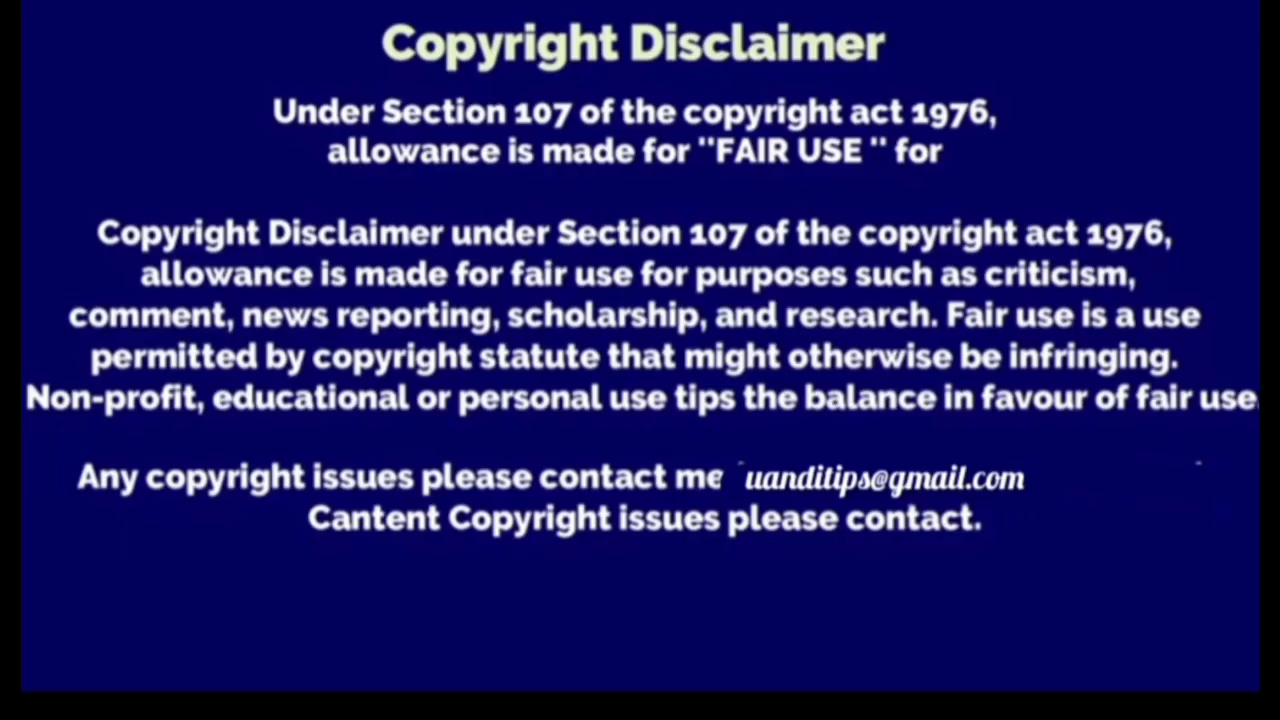 Copyright Disclaimer
Under Section 107 of the copyright act 1976,
allowance is made for "FAIR USE " for
Copyright Disclaimer under Section 107 of the copyright act 1976,
allowance is made for fair use for purposes such as criticism,
comment, news reporting, scholarship, and research. Fair use is a use
permitted by copyright statute that might otherwise be infringing.
Non-profit, educational or personal use tips the balance in favour of fair use.
Any copyright issues please contact me uanditips@gmail.com
Cantent Copyright issues please contact.